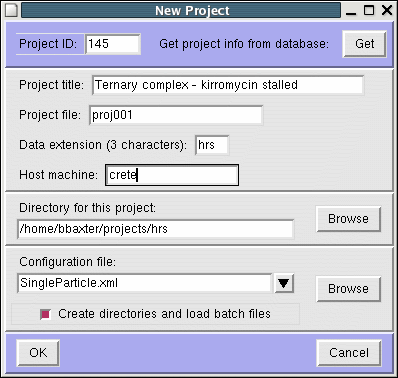 New Project
Project ID: 145 Get project info from database: Get
Project title: Ternary complex - kirromycin stalled
Project file: proj001
Data extension (3 characters): hrs
Host machine: crete
Directory for this project:
/home/bbaxter/projects/hrs
Browse
Configuration file:
SingleParticle.xml
Browse
Create directories and load batch files
OK Cancel